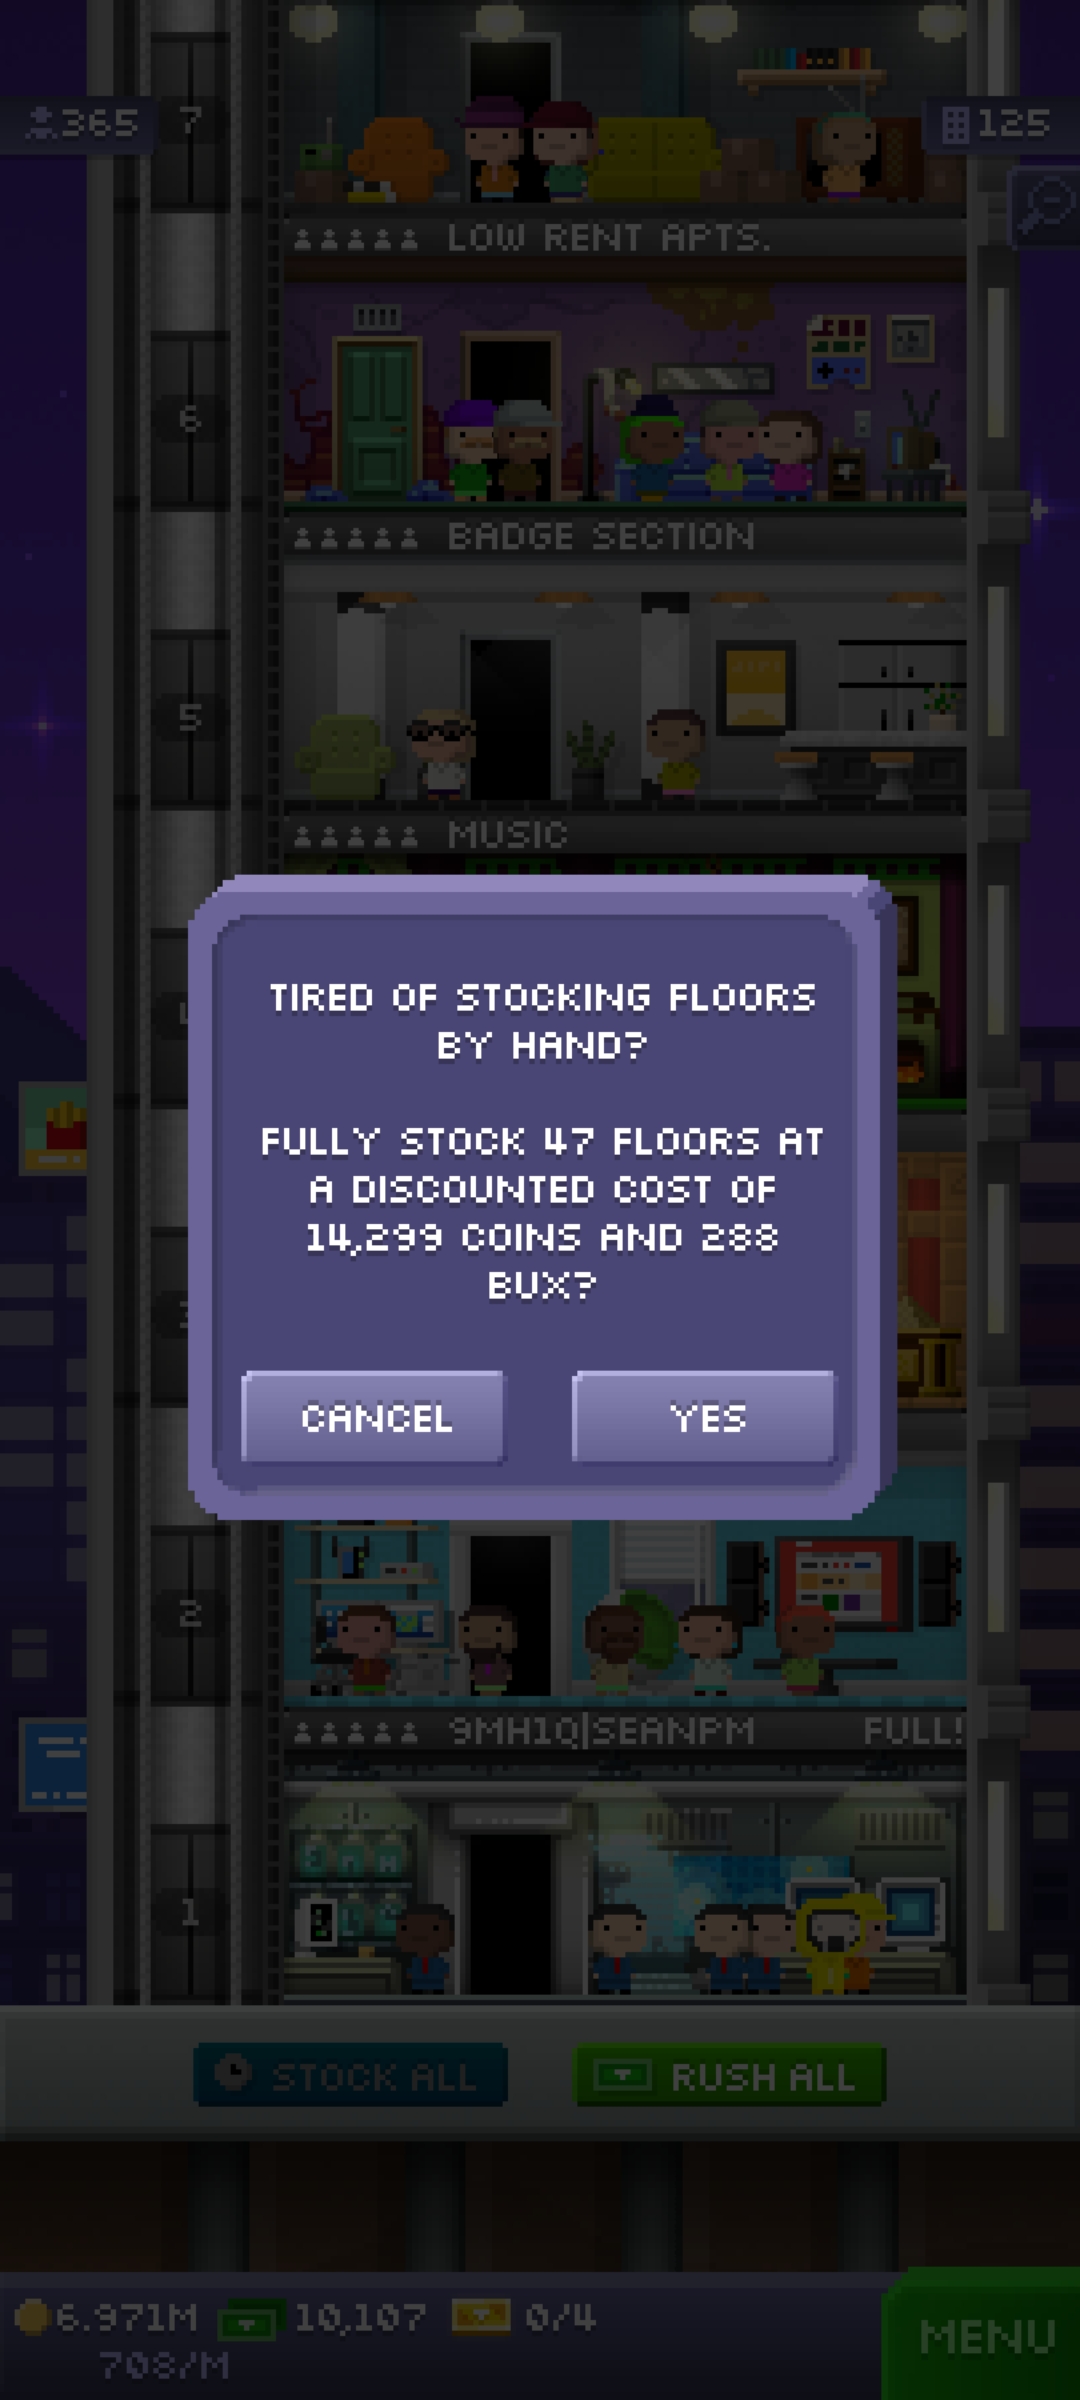 365
7
125
LOW RENT APTS.
6
BADGE SECTION
5
MUSIC
TIRED OF STOCKING FLOORS
BY HAND?
FULLY STOCK 47 FLOORS AT
A DISCOUNTED COST OF
14,299 COINS AND 288
BUX?
CANCEL
YES
2
9MH1Q|SEANPM
FULL!
1
STOCK ALL
RUSH ALL
6.971M
10,107
0/4
708/M
MENU